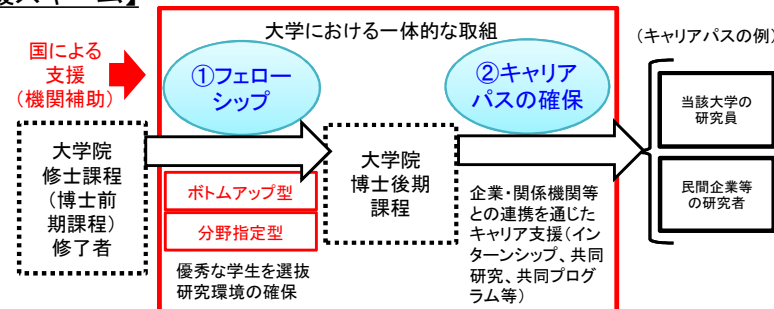 スキーム】
大学における一体的な取組
(キャリアパスの例)
国による
支援
(機関補助)
①フェロー
シップ
②キャリア
パスの確保
大学院
修士課程
(博士前
期課程)
修了者
ボトムアップ型
分野指定型
優秀な学生を選抜
研究環境の確保
大学院
博士後期
課程
企業・関係機関等
との連携を通じた
キャリア支援(イン
ターンシップ、共同
研究、共同プログ
ラム等)
当該大学の
研究員
民間企業等
の研究者